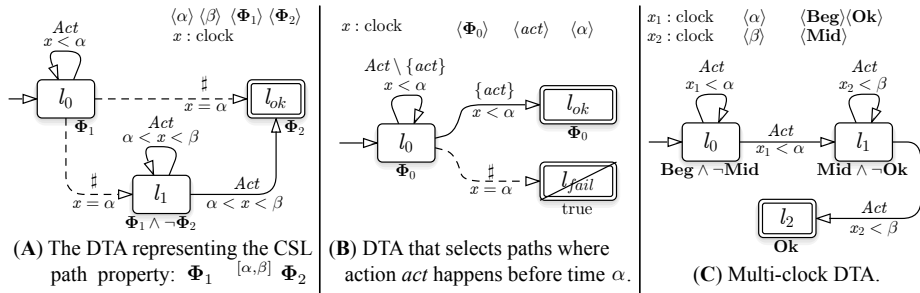 ⟨α⟩ ⟨β⟩ ⟨Φ₁⟩ ⟨Φ₂⟩
x : clock
Act
x < α
l₀
Φ₁
♯
x = α
l_ok
Φ₂
Act
α < x < β
♯
x = α
l₁
Φ₁ ∧ ¬Φ₂
Act
α < x < β
(A) The DTA representing the CSL
path property: Φ₁ [α,β] Φ₂
x : clock ⟨Φ₀⟩ ⟨act⟩ ⟨α⟩
Act \ {act}
x < α
l₀
Φ₀
{act}
x < α
l_ok
Φ₀
♯
x = α
l_fail
true
(B) DTA that selects paths where
action act happens before time α.
x₁ : clock ⟨α⟩ ⟨Beg⟩⟨Ok⟩
x₂ : clock ⟨β⟩ ⟨Mid⟩
Act
x₁ < α
l₀
Beg ∧ ¬Mid
Act
x₁ < α
Act
x₂ < β
l₁
Mid ∧ ¬Ok
Act
x₂ < β
l₂
Ok
(C) Multi-clock DTA.